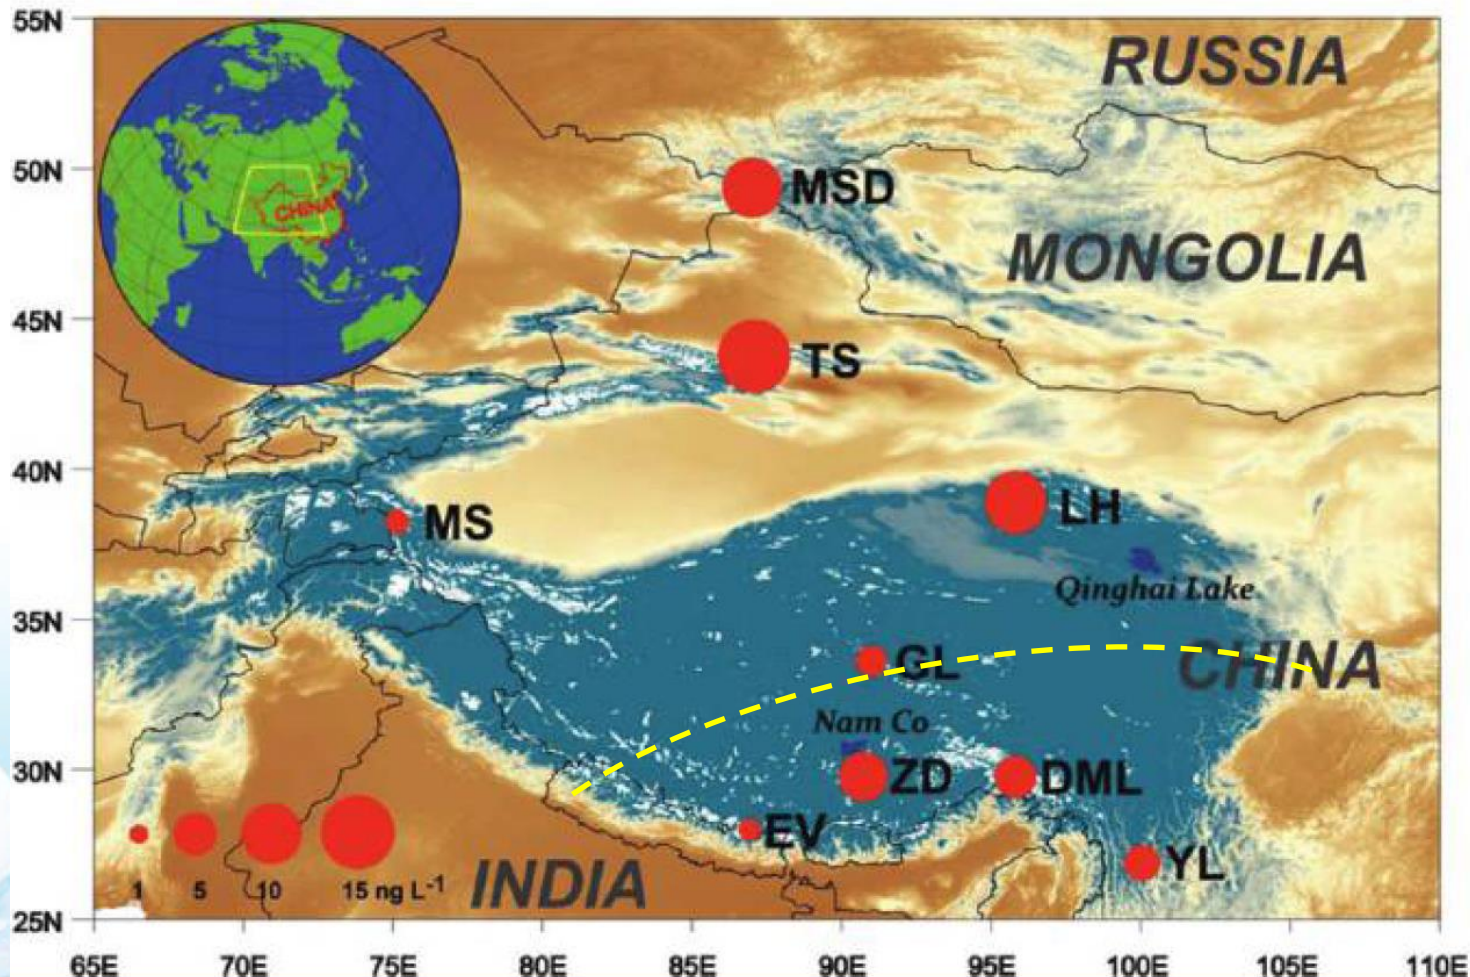 55N
RUSSIA
50N
MSD
CHINA
MONGOLIA
45N
TS
40N
LH
MS
Qinghai Lake
35N
GL
CHINA
Nam Co
30N
ZD
DML
EV
YL
INDIA
1 5 10 15 ng L⁻¹
25N
65E 70E 75E 80E 85E 90E 95E 100E 105E 110E